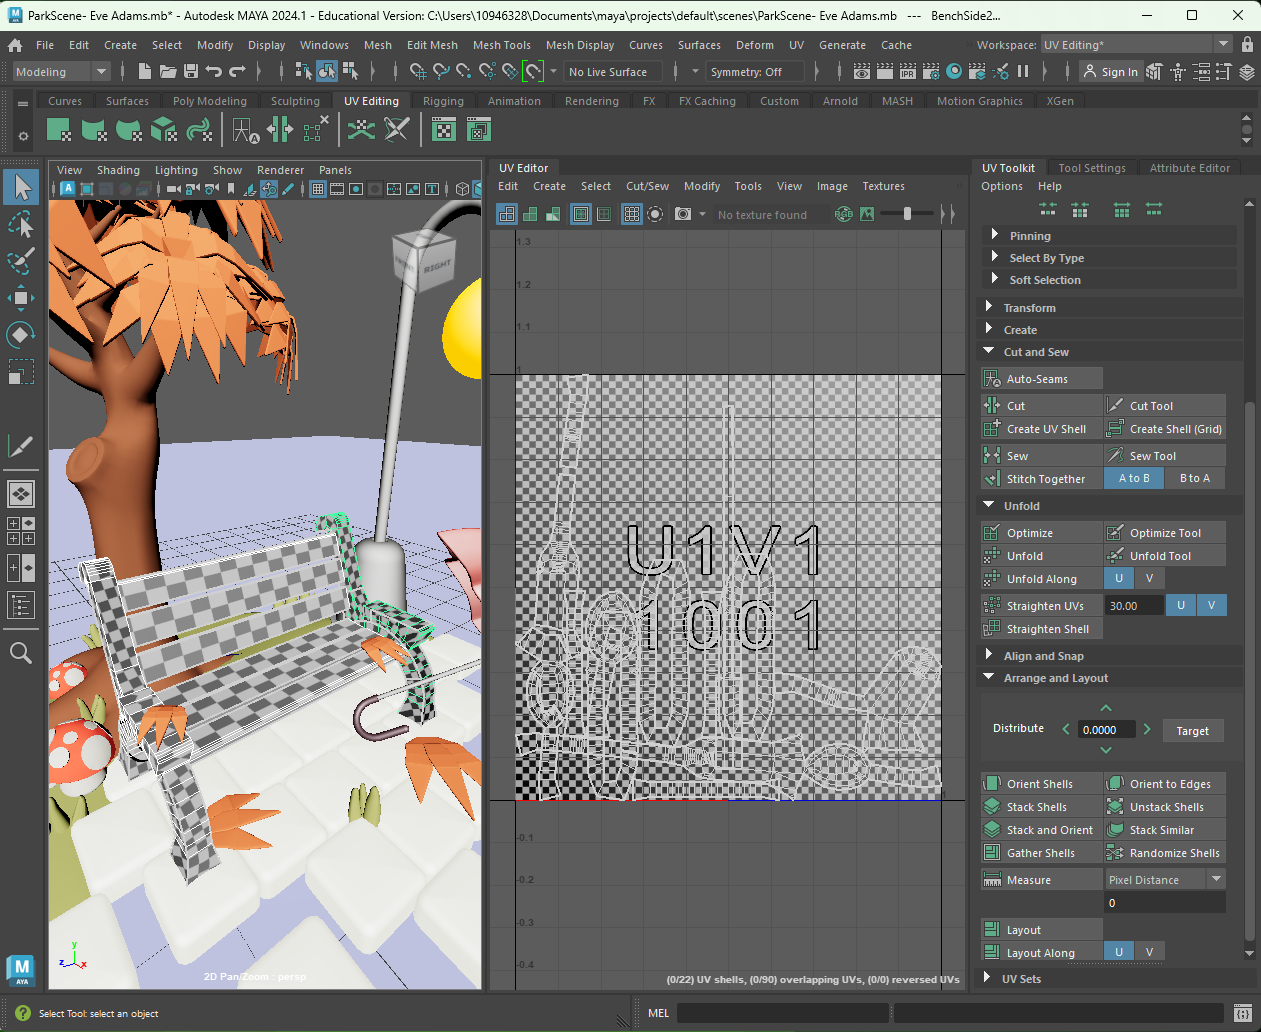 ParkScene- Eve Adams.mb* - Autodesk MAYA 2024.1 - Educational Version: C:\Users\10946328\Documents\maya\projects\default\scenes\ParkScene- Eve Adams.mb --- BenchSide2...
File Edit Create Select Modify Display Windows Mesh Edit Mesh Mesh Tools Mesh Display Curves Surfaces Deform UV Generate Cache Workspace: UV Editing*
Modeling No Live Surface Symmetry: Off IPR Sign In
Curves Surfaces Poly Modeling Sculpting UV Editing Rigging Animation Rendering FX FX Caching Custom Arnold MASH Motion Graphics XGen
View Shading Lighting Show Renderer Panels
RIGHT
2D Pan/Zoom : persp
y
z
x
UV Editor
Edit Create Select Cut/Sew Modify Tools View Image Textures
No texture found
RGB
1.3
1.2
1.1
1
U1V1
1001
1
-0.1
-0.2
-0.3
-0.4
(0/22) UV shells, (0/90) overlapping UVs, (0/0) reversed UVs
UV Toolkit Tool Settings Attribute Editor
Options Help
Pinning
Select By Type
Soft Selection
Transform
Create
Cut and Sew
Auto-Seams
Cut Cut Tool
Create UV Shell Create Shell (Grid)
Sew Sew Tool
Stitch Together A to B B to A
Unfold
Optimize Optimize Tool
Unfold Unfold Tool
Unfold Along U V
Straighten UVs 30.00 U V
Straighten Shell
Align and Snap
Arrange and Layout
Distribute 0.0000 Target
Orient Shells Orient to Edges
Stack Shells Unstack Shells
Stack and Orient Stack Similar
Gather Shells Randomize Shells
Measure Pixel Distance
0
Layout
Layout Along U V
UV Sets
M
AYA
Select Tool: select an object
MEL